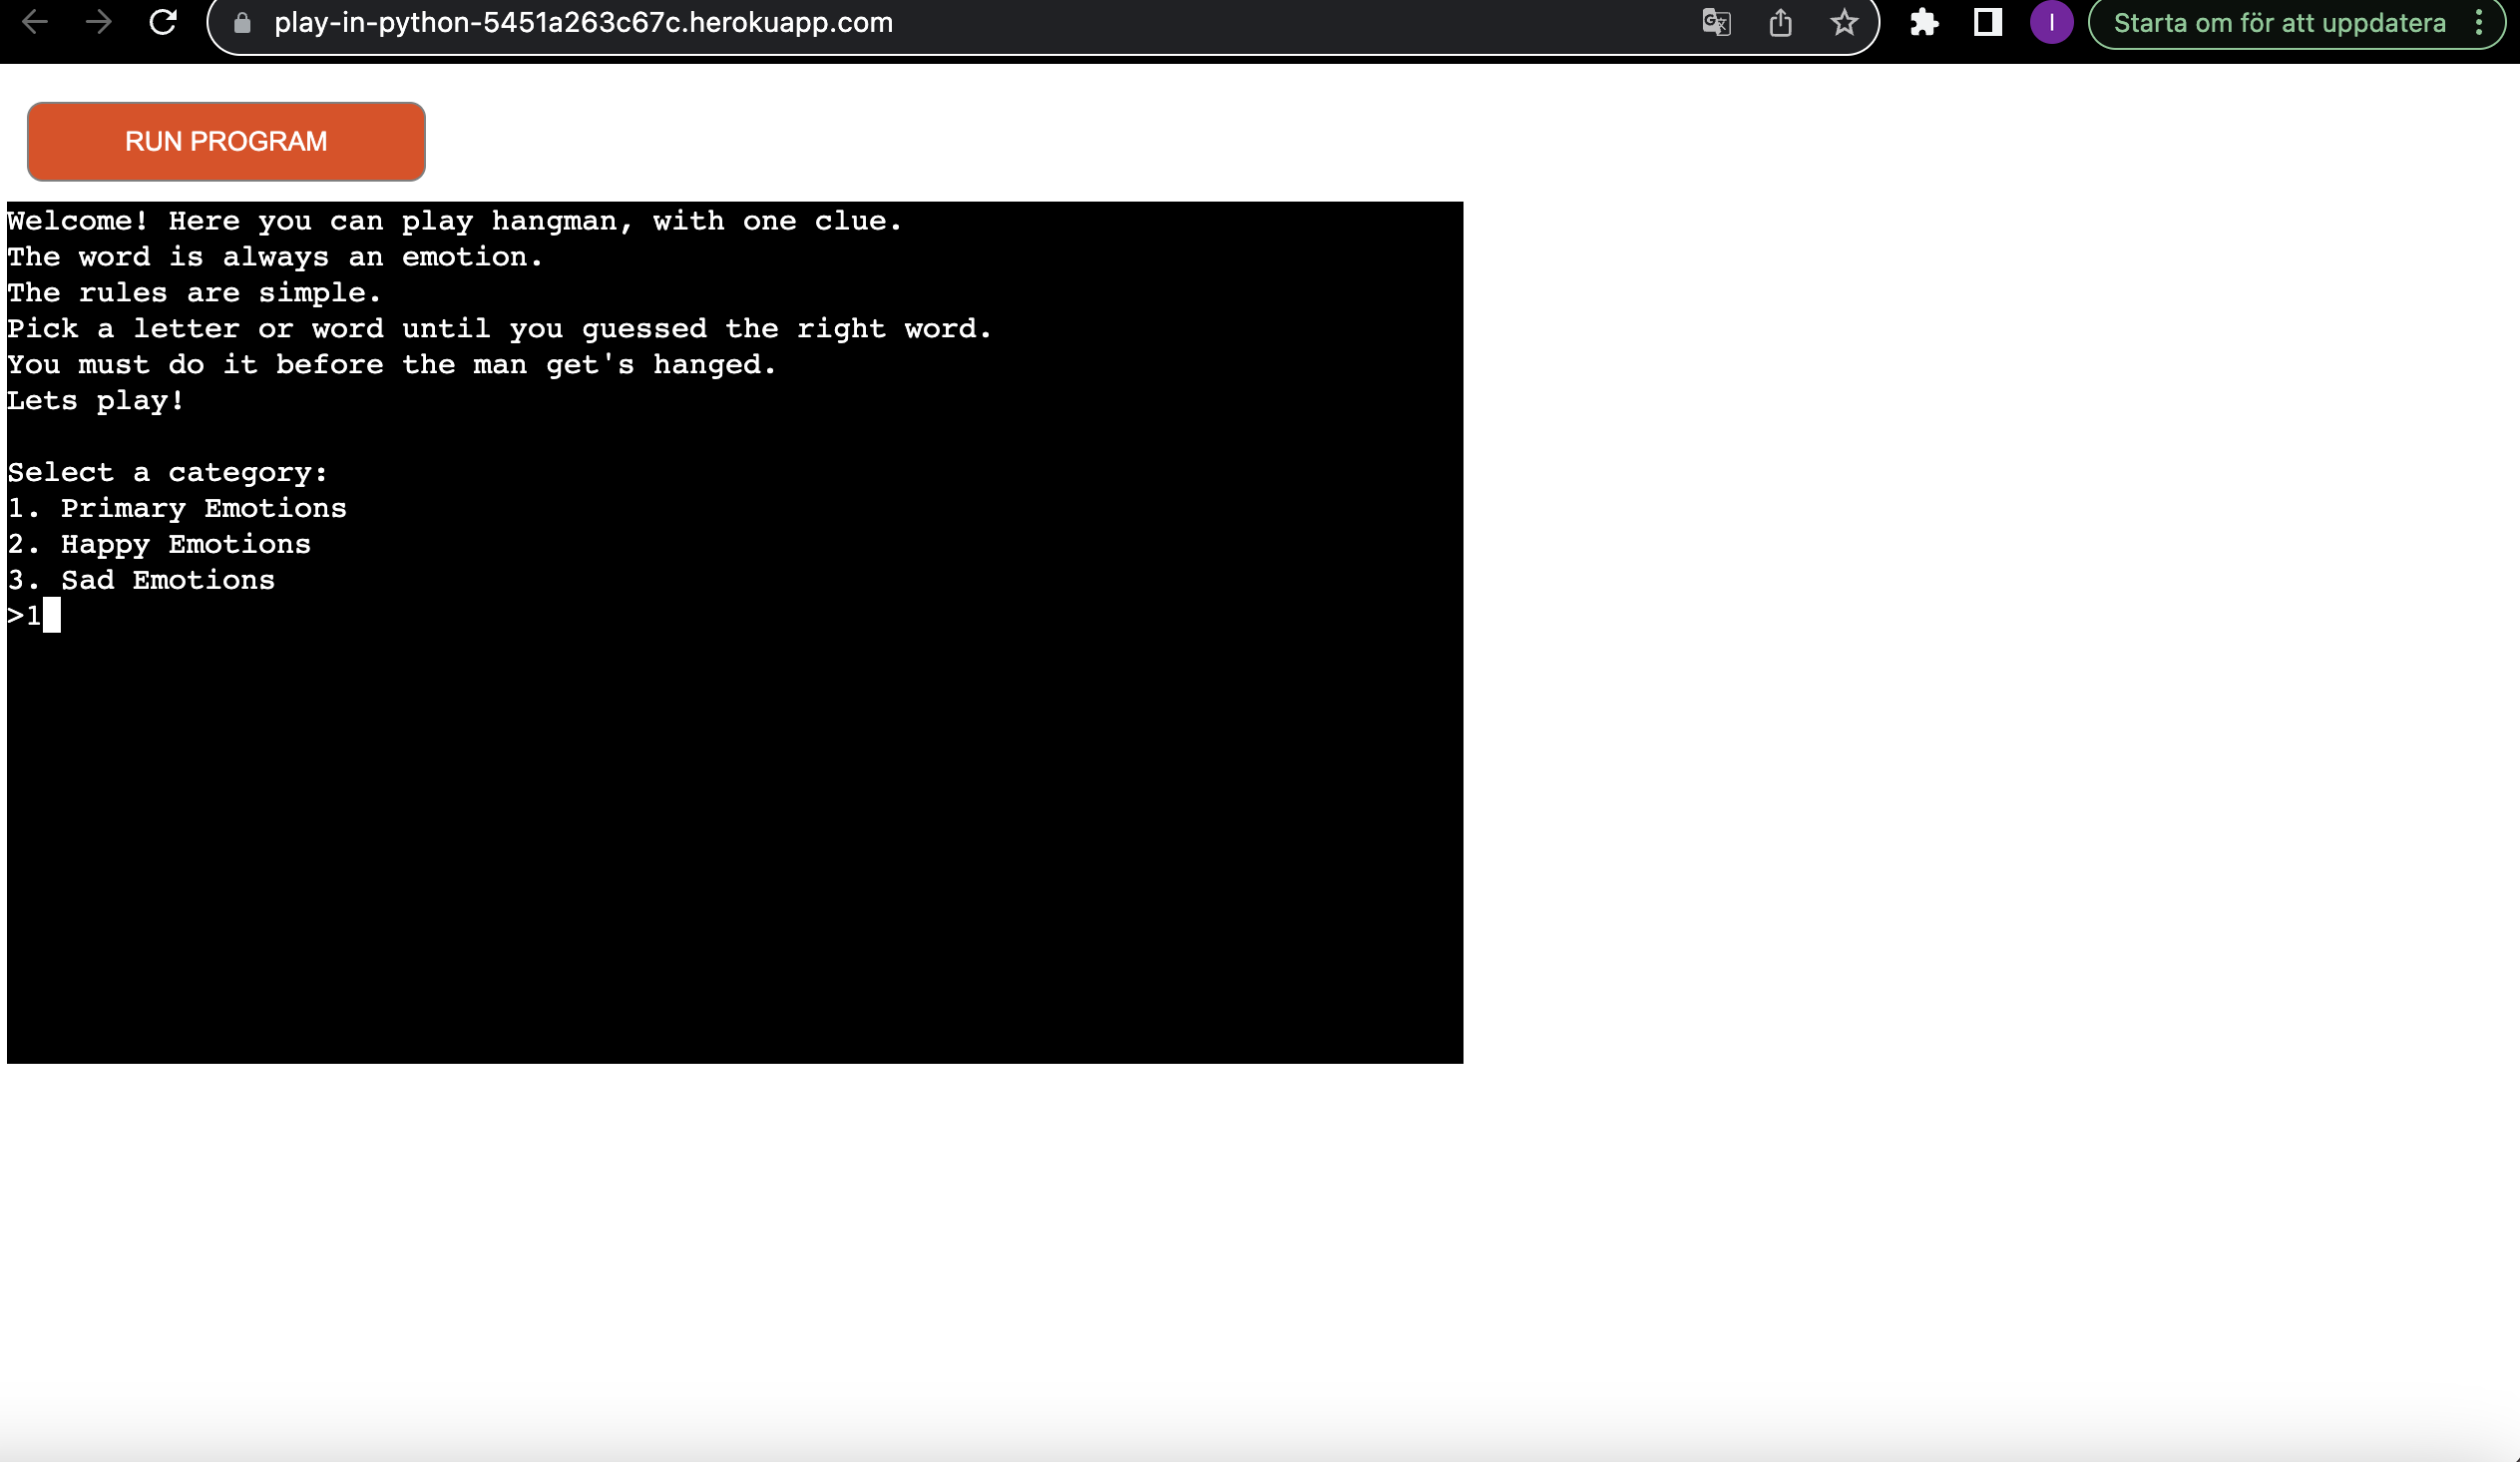 play-in-python-5451a263c67c.herokuapp.com
I
Starta om för att uppdatera
RUN PROGRAM
Welcome! Here you can play hangman, with one clue.
The word is always an emotion.
The rules are simple.
Pick a letter or word until you guessed the right word.
You must do it before the man get's hanged.
Lets play!
Select a category:
1. Primary Emotions
2. Happy Emotions
3. Sad Emotions
>1